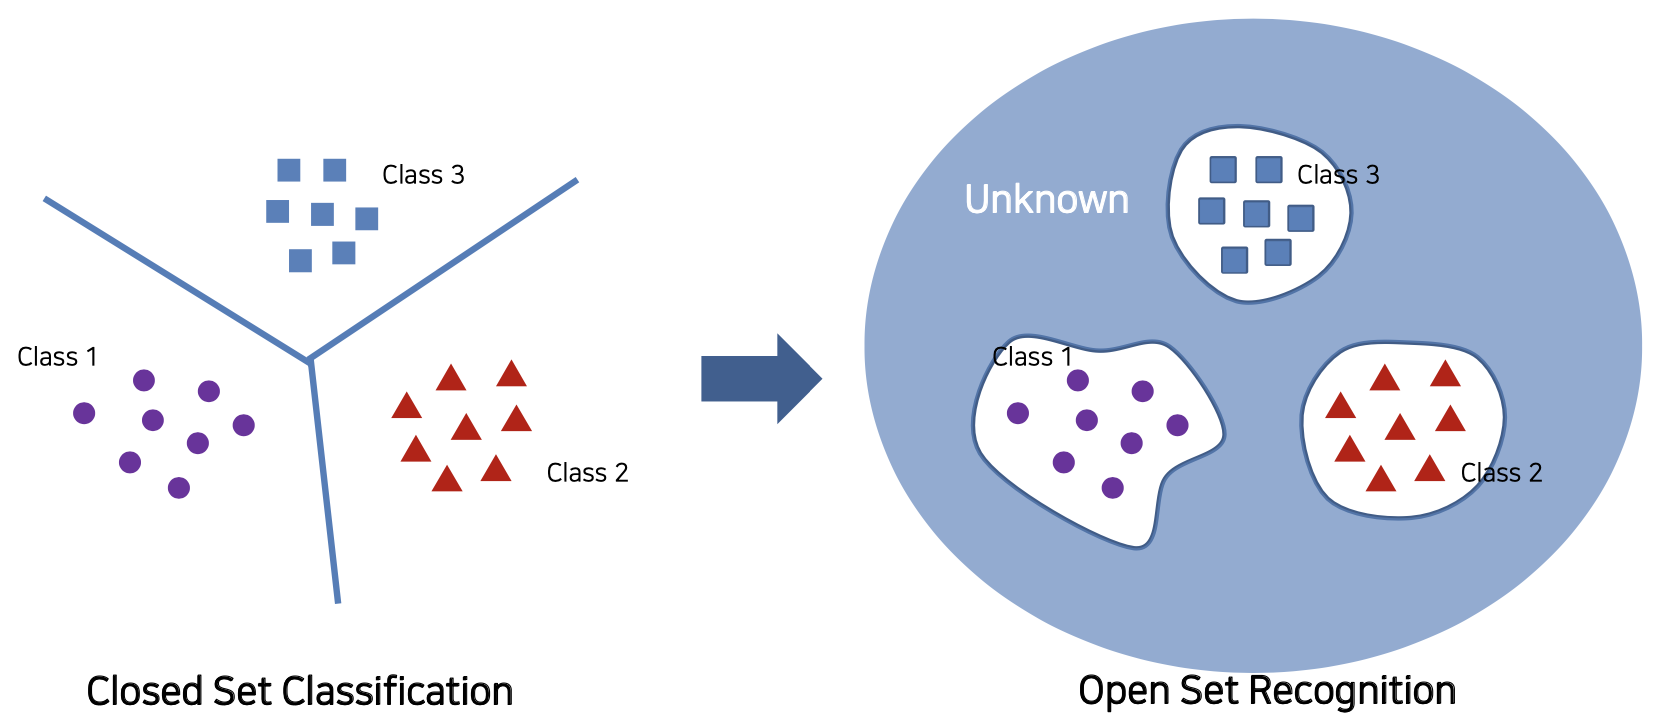 Class 3
Class 1
Class 2
Closed Set Classification
Unknown
Class 3
Class 1
Class 2
Open Set Recognition